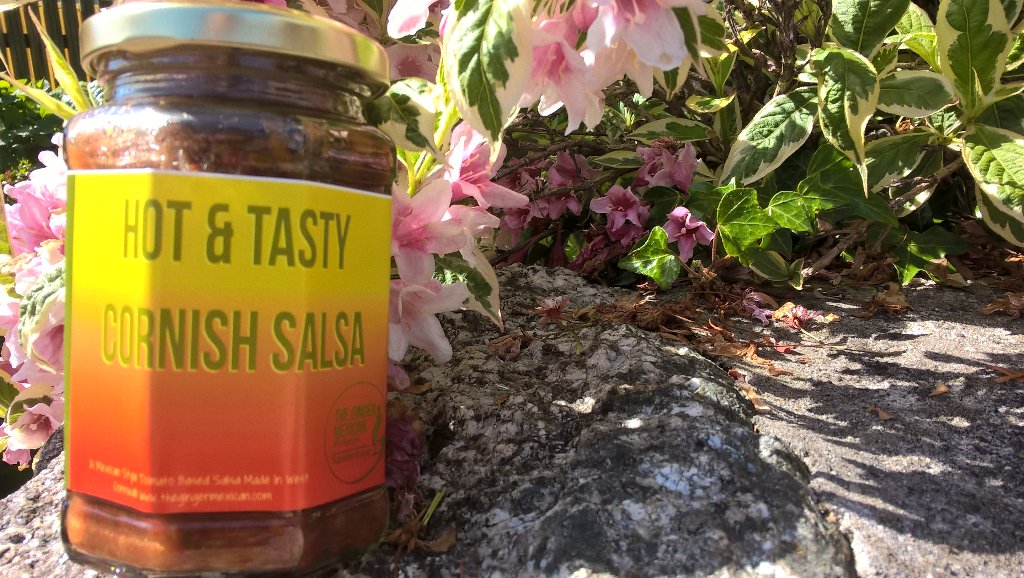 HOT & TASTY
CORNISH SALSA
THE GINGER
MEXICAN
A Mexican Style Tomato Based Salsa Made In West
Cornwall www.thegingermexican.com